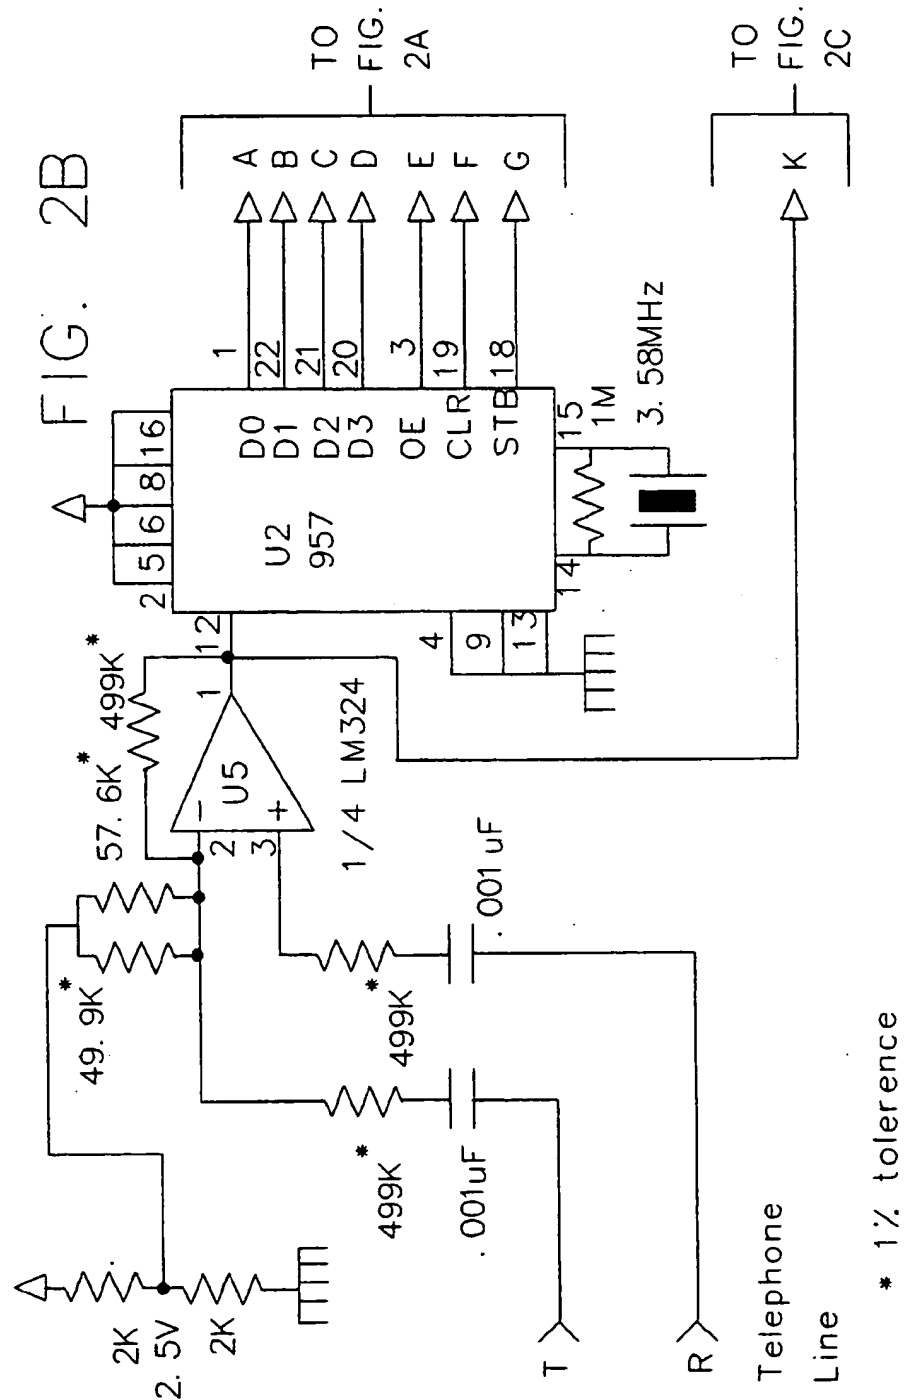 FIG. 2B
TO
FIG.
2A
A
B
C
D
E
F
G
1
22
21
20
3
19
18
D0
D1
D2
D3
OE
CLR
STB
U2
957
2
5
6
8
16
12
4
9
13
14
15
1M
3.58MHz
TO
FIG.
2C
K
499K*
57.6K*
*
49.9K
1
U5
-
+
2
3
1/4 LM324
*
499K
.001uF
*
499K
.001uF
2K
2.5V
2K
T
R
Telephone
Line
* 1% tolerence